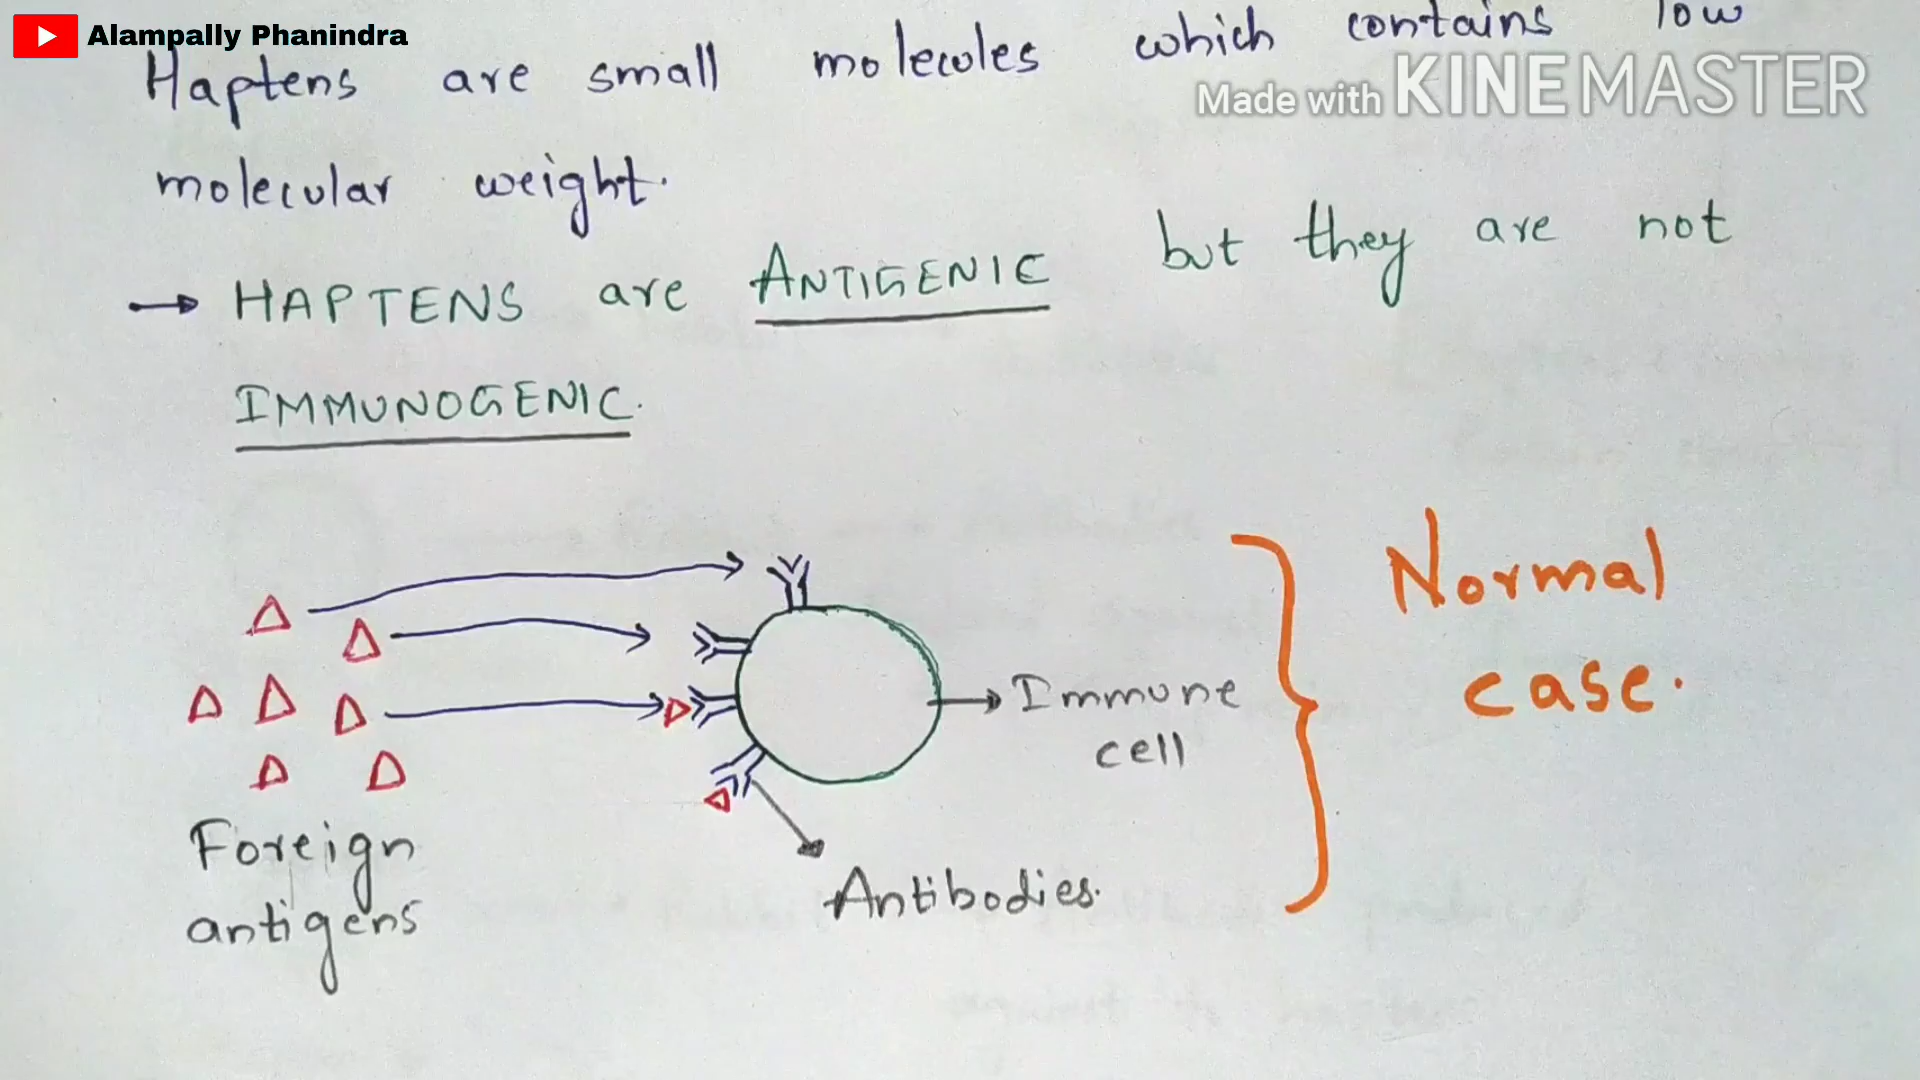 Alampally Phanindra
Haptens are small molecules which contains low
Made with KINEMASTER
molecular weight.
→ HAPTENS are ANTIGENIC but they are not
IMMUNOGENIC.
Normal
case.
Immune
cell
Foreign
antigens
Antibodies.